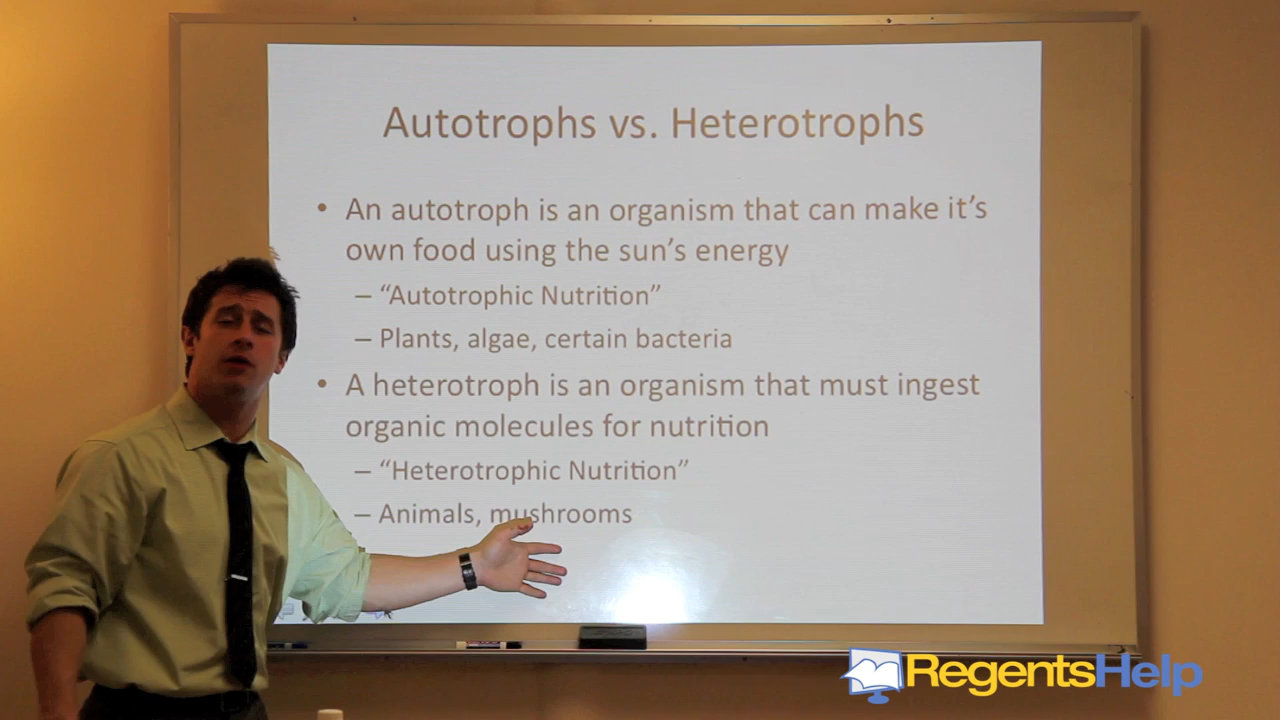 Autotrophs vs. Heterotrophs
• An autotroph is an organism that can make it’s
own food using the sun’s energy
– “Autotrophic Nutrition”
– Plants, algae, certain bacteria
• A heterotroph is an organism that must ingest
organic molecules for nutrition
– “Heterotrophic Nutrition”
– Animals, mushrooms
RegentsHelp